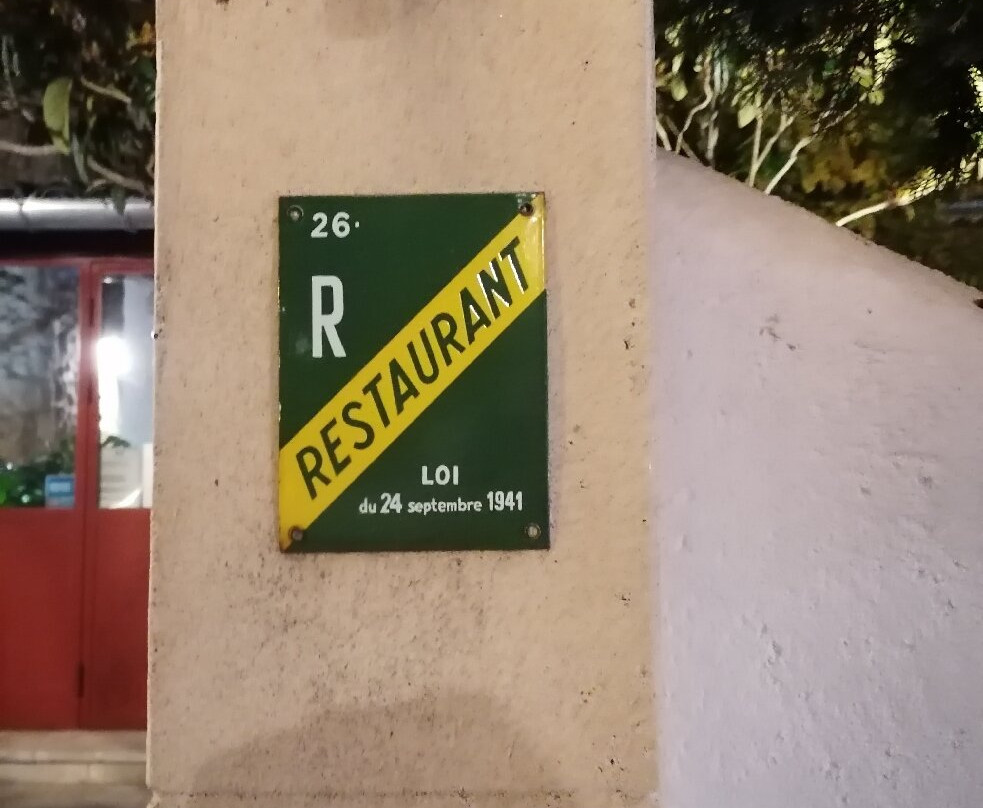 26.
R
RESTAURANT
LOI
du 24 septembre 1941